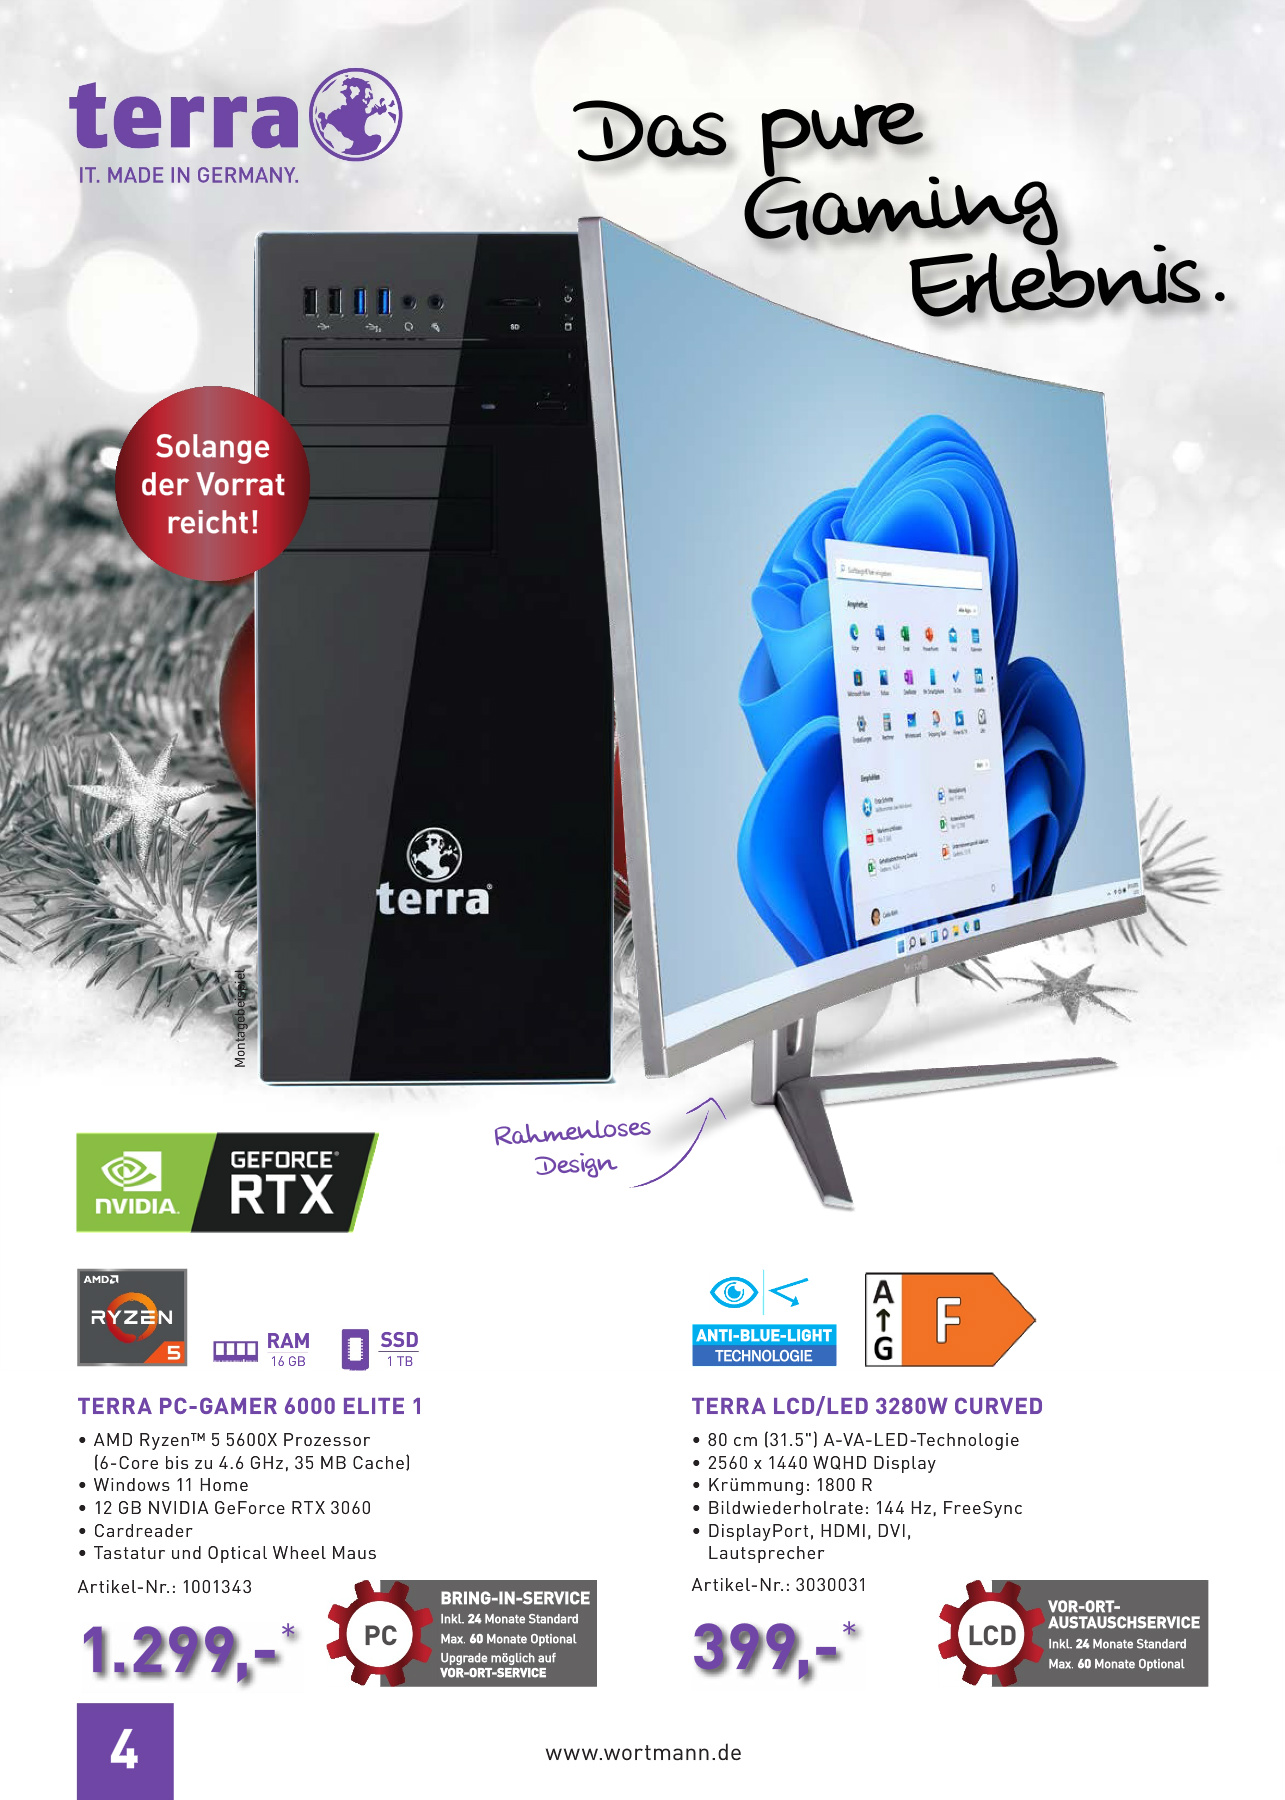 terra
IT. MADE IN GERMANY.
Das pure
Gaming
Erlebnis.
SD
Solange
der Vorrat
reicht!
terra
Montagebeispiel
Rahmenloses
Design
NVIDIA.
GEFORCE®
RTX
AMD
RYZEN
5
RAM
16 GB
SSD
1 TB
TERRA PC-GAMER 6000 ELITE 1
• AMD Ryzen™ 5 5600X Prozessor
(6-Core bis zu 4.6 GHz, 35 MB Cache)
• Windows 11 Home
• 12 GB NVIDIA GeForce RTX 3060
• Cardreader
• Tastatur und Optical Wheel Maus
Artikel-Nr.: 1001343
1.299,-*
PC
BRING-IN-SERVICE
Inkl. 24 Monate Standard
Max. 60 Monate Optional
Upgrade möglich auf
VOR-ORT-SERVICE
ANTI-BLUE-LIGHT
TECHNOLOGIE
A
G
F
TERRA LCD/LED 3280W CURVED
• 80 cm (31.5") A-VA-LED-Technologie
• 2560 x 1440 WQHD Display
• Krümmung: 1800 R
• Bildwiederholrate: 144 Hz, FreeSync
• DisplayPort, HDMI, DVI,
Lautsprecher
Artikel-Nr.: 3030031
399,-*
LCD
VOR-ORT-
AUSTAUSCHSERVICE
Inkl. 24 Monate Standard
Max. 60 Monate Optional
4
www.wortmann.de